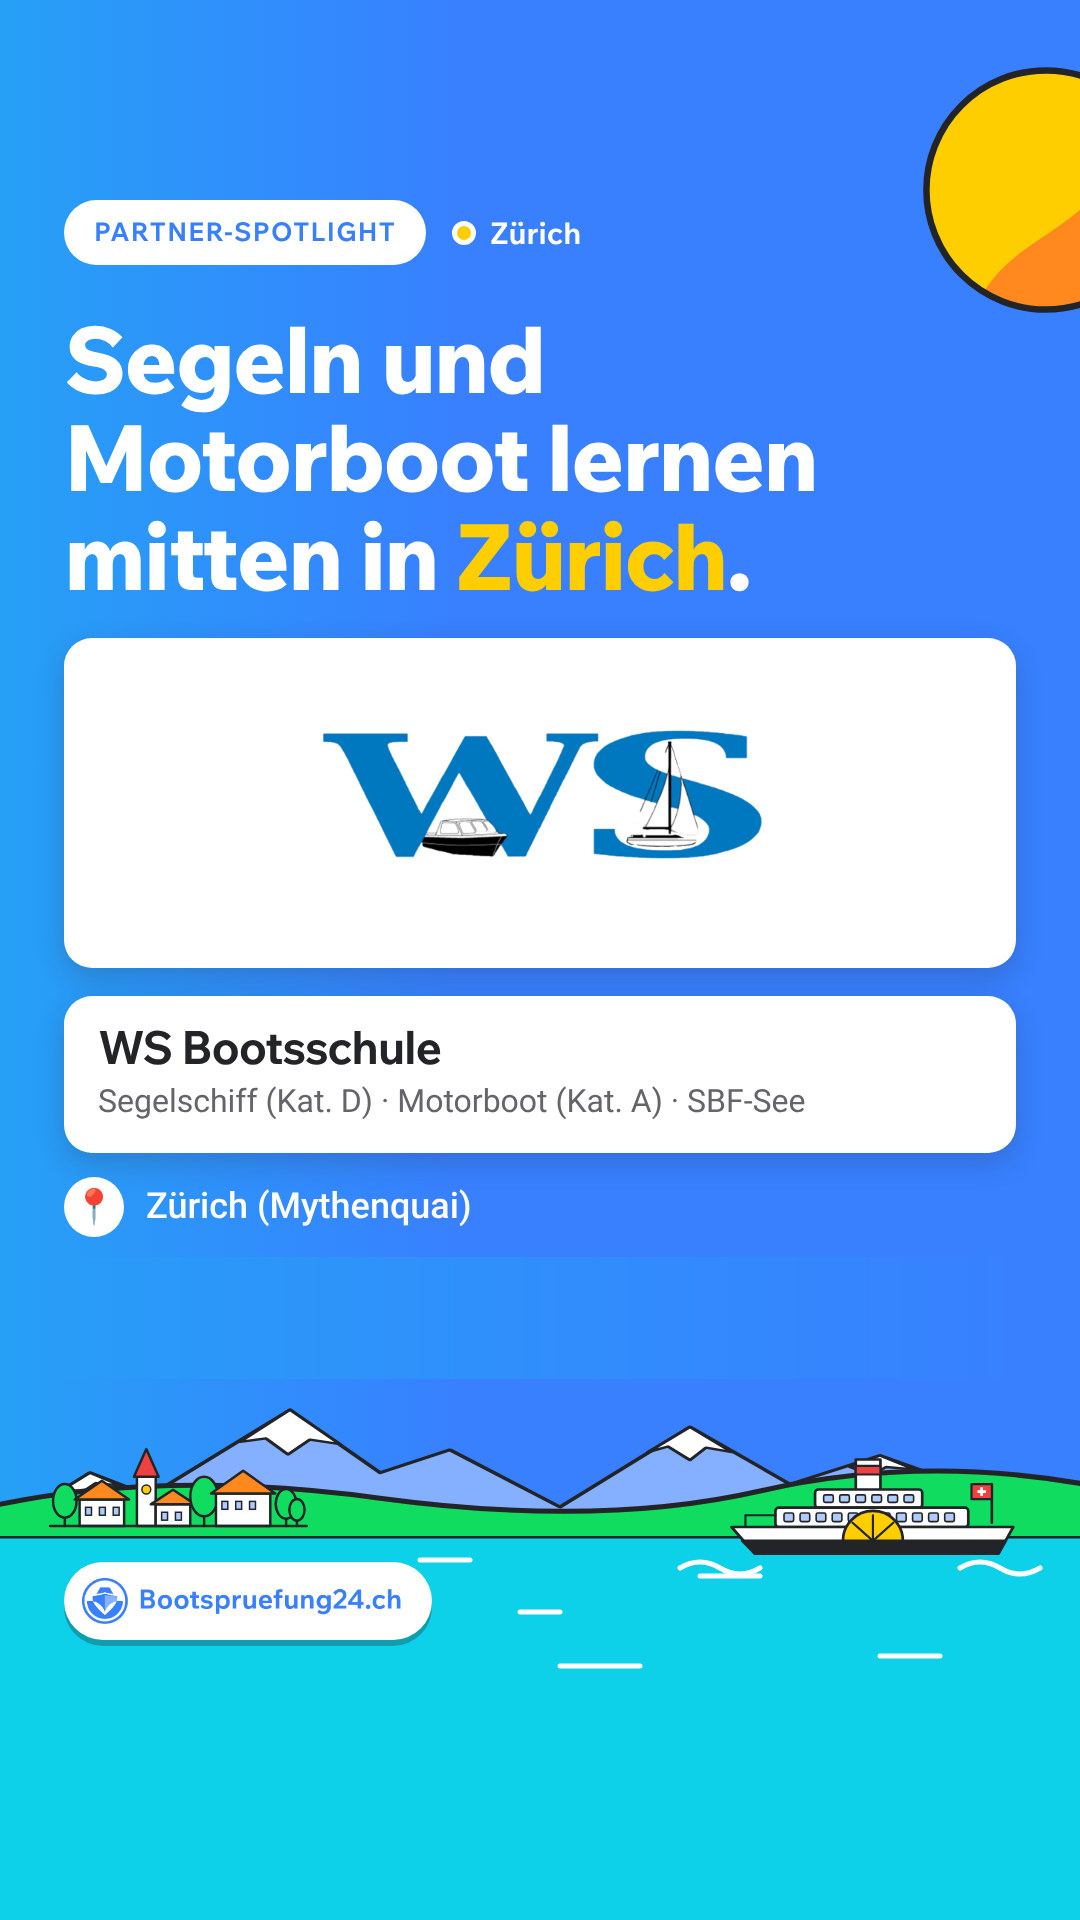 PARTNER-SPOTLIGHT
Zürich
Segeln und
Motorboot lernen
mitten in Zürich.
WS
WS Bootsschule
Segelschiff (Kat. D) · Motorboot (Kat. A) · SBF-See
Zürich (Mythenquai)
Bootspruefung24.ch